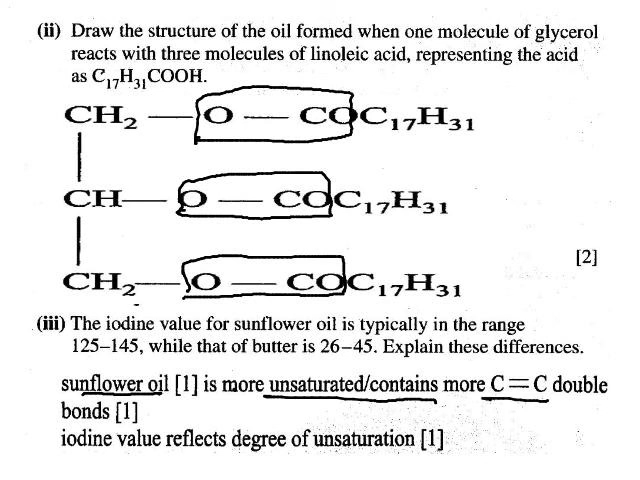 (ii) Draw the structure of the oil formed when one molecule of glycerol
reacts with three molecules of linoleic acid, representing the acid
as C₁₇H₃₁COOH.
CH₂ — O — COC₁₇H₃₁
|
CH — O — COC₁₇H₃₁
|
CH₂ — O — COC₁₇H₃₁
[2]
(iii) The iodine value for sunflower oil is typically in the range
125–145, while that of butter is 26–45. Explain these differences.
sunflower oil [1] is more unsaturated/contains more C=C double
bonds [1]
iodine value reflects degree of unsaturation [1]